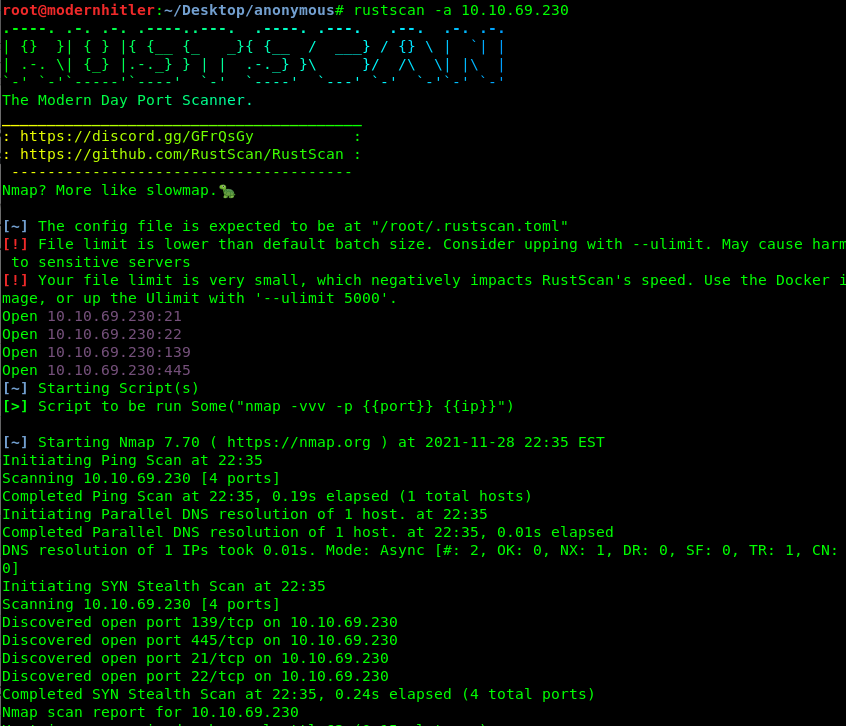 root@modernhitler:~/Desktop/anonymous# rustscan -a 10.10.69.230
.----. .-. .-. .----..---.  .----. .---.   .--.  .-. .-.
| {}  }| { } |{ {__ {_   _}{ {__  /  ___} / {} \ |  `| |
| .-. \| {_} |.-._} } | |  .-._} }\     }/  /\  \| |\  |
`-' `-'`-----'`----'  `-'  `----'  `---' `-'  `-'`-' `-'
The Modern Day Port Scanner.
________________________________________
: https://discord.gg/GFrQsGy           :
: https://github.com/RustScan/RustScan :
 --------------------------------------
Nmap? More like slowmap.🐢
[~] The config file is expected to be at "/root/.rustscan.toml"
[!] File limit is lower than default batch size. Consider upping with --ulimit. May cause harm
 to sensitive servers
[!] Your file limit is very small, which negatively impacts RustScan's speed. Use the Docker i
mage, or up the Ulimit with '--ulimit 5000'.
Open 10.10.69.230:21
Open 10.10.69.230:22
Open 10.10.69.230:139
Open 10.10.69.230:445
[~] Starting Script(s)
[>] Script to be run Some("nmap -vvv -p {{port}} {{ip}}")
[~] Starting Nmap 7.70 ( https://nmap.org ) at 2021-11-28 22:35 EST
Initiating Ping Scan at 22:35
Scanning 10.10.69.230 [4 ports]
Completed Ping Scan at 22:35, 0.19s elapsed (1 total hosts)
Initiating Parallel DNS resolution of 1 host. at 22:35
Completed Parallel DNS resolution of 1 host. at 22:35, 0.01s elapsed
DNS resolution of 1 IPs took 0.01s. Mode: Async [#: 2, OK: 0, NX: 1, DR: 0, SF: 0, TR: 1, CN:
0]
Initiating SYN Stealth Scan at 22:35
Scanning 10.10.69.230 [4 ports]
Discovered open port 139/tcp on 10.10.69.230
Discovered open port 445/tcp on 10.10.69.230
Discovered open port 21/tcp on 10.10.69.230
Discovered open port 22/tcp on 10.10.69.230
Completed SYN Stealth Scan at 22:35, 0.24s elapsed (4 total ports)
Nmap scan report for 10.10.69.230